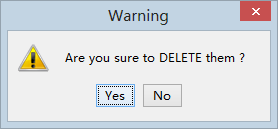 Warning
Are you sure to DELETE them ?
Yes
No